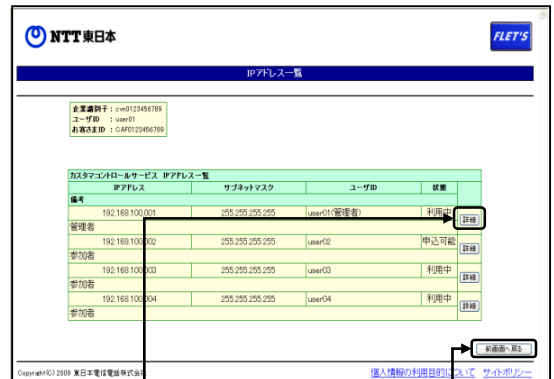 NTT東日本
FLET'S
IPアドレス一覧
企業識別子：cvn0123456789
ユーザID ：user01
お客さまID：CAF0123456789
カスタマコントロールサービス IPアドレス一覧
IPアドレス サブネットマスク ユーザID 状態
備考
192.168.100.001 255.255.255.255 user01(管理者) 利用中 詳細
管理者
192.168.100.002 255.255.255.255 user02 申込可能 詳細
参加者
192.168.100.003 255.255.255.255 user03 利用中 詳細
参加者
192.168.100.004 255.255.255.255 user04 利用中 詳細
参加者
前画面へ戻る
Copyright(C) 2008 東日本電信電話株式会社 個人情報の利用目的について サイトポリシー